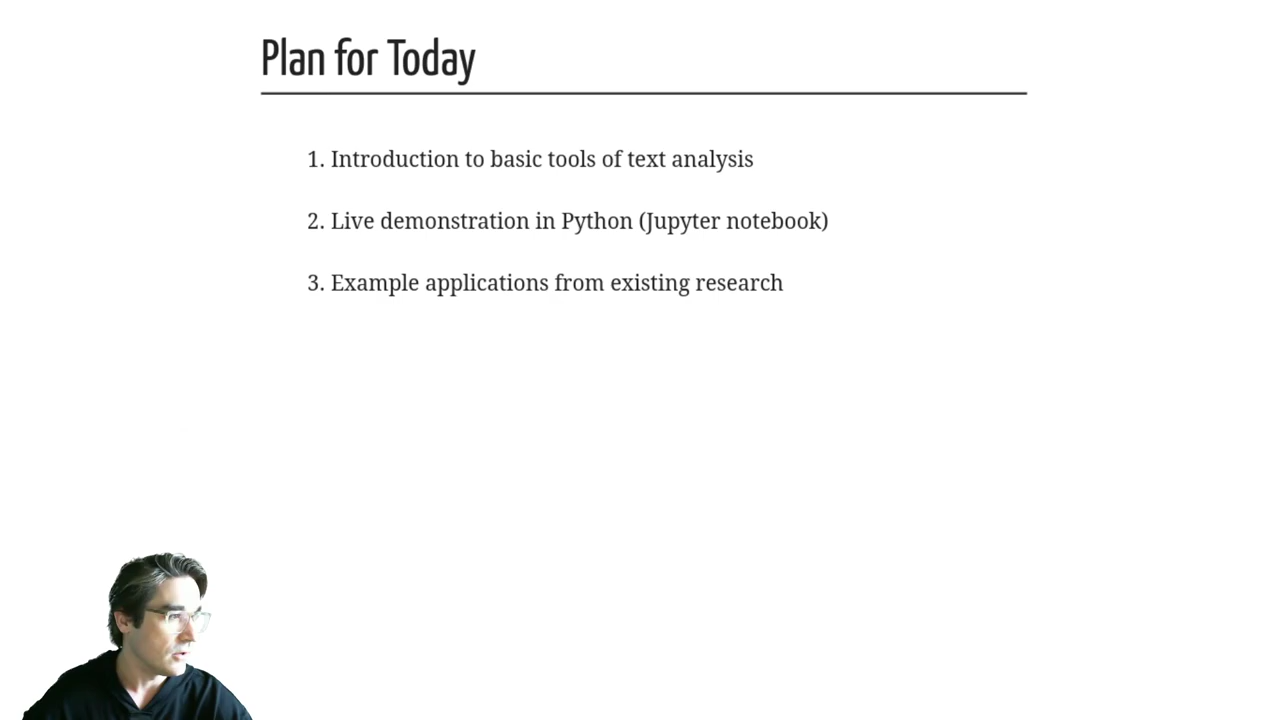 Plan for Today
1. Introduction to basic tools of text analysis
2. Live demonstration in Python (Jupyter notebook)
3. Example applications from existing research